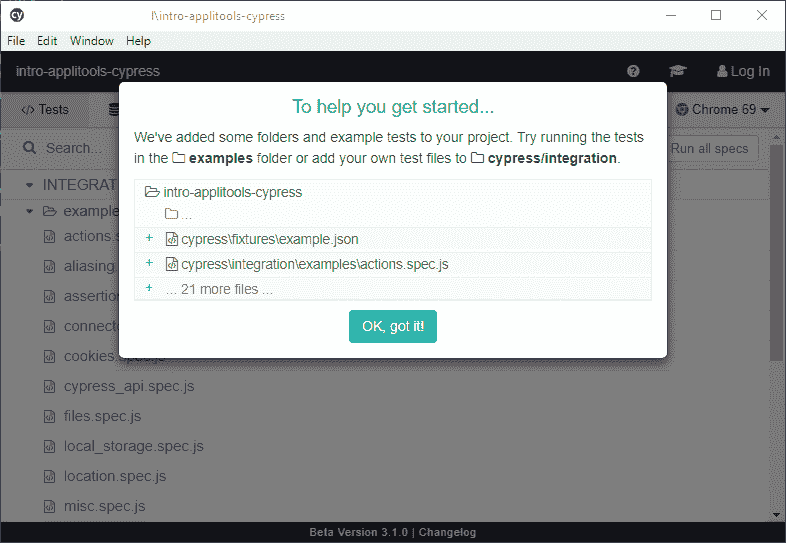 cy
l\intro-applitools-cypress
File Edit Window Help
intro-applitools-cypress
Log In
</> Tests
Chrome 69
Search...
Run all specs
INTEGRAT
example
actions.s
aliasing
assertion
connecto
cookies.spec.js
cypress_api.spec.js
files.spec.js
local_storage.spec.js
location.spec.js
misc.spec.js
To help you get started...
We've added some folders and example tests to your project. Try running the tests
in the examples folder or add your own test files to cypress/integration.
intro-applitools-cypress
...
+ cypress\fixtures\example.json
+ cypress\integration\examples\actions.spec.js
+ ... 21 more files ...
OK, got it!
Beta Version 3.1.0 | Changelog